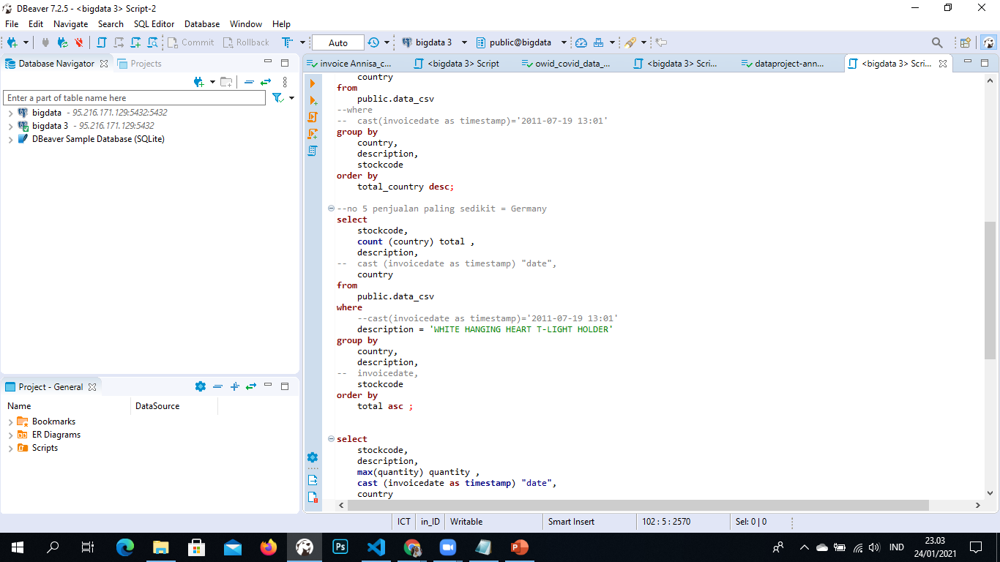 DBeaver 7.2.5 - <bigdata 3> Script-2
File Edit Navigate Search SQL Editor Database Window Help
Commit Rollback Auto bigdata 3 public@bigdata
Database Navigator Projects
invoice Annisa_c... <bigdata 3> Script owid_covid_data_... <bigdata 3> Scri... dataproject-ann... <bigdata 3> Scri...
Enter a part of table name here
bigdata - 95.216.171.129:5432:5432
bigdata 3 - 95.216.171.129:5432
DBeaver Sample Database (SQLite)
Project - General
Name DataSource
Bookmarks
ER Diagrams
Scripts
country
from
public.data_csv
--where
-- cast(invoicedate as timestamp)='2011-07-19 13:01'
group by
country,
description,
stockcode
order by
total_country desc;
--no 5 penjualan paling sedikit = Germany
select
stockcode,
count (country) total ,
description,
-- cast (invoicedate as timestamp) "date",
country
from
public.data_csv
where
--cast(invoicedate as timestamp)='2011-07-19 13:01'
description = 'WHITE HANGING HEART T-LIGHT HOLDER'
group by
country,
description,
-- invoicedate,
stockcode
order by
total asc ;
select
stockcode,
description,
max(quantity) quantity ,
cast (invoicedate as timestamp) "date",
country
ICT in_ID Writable Smart Insert 102 : 5 : 2570 Sel: 0 | 0
Ps
IND
23.03
24/01/2021